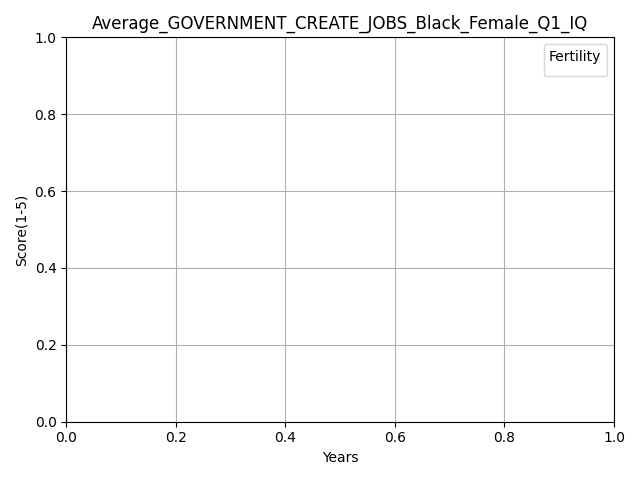 Average_GOVERNMENT_CREATE_JOBS_Black_Female_Q1_IQ
Fertility
Score(1-5)
1.0
0.8
0.6
0.4
0.2
0.0
0.0 0.2 0.4 0.6 0.8 1.0
Years